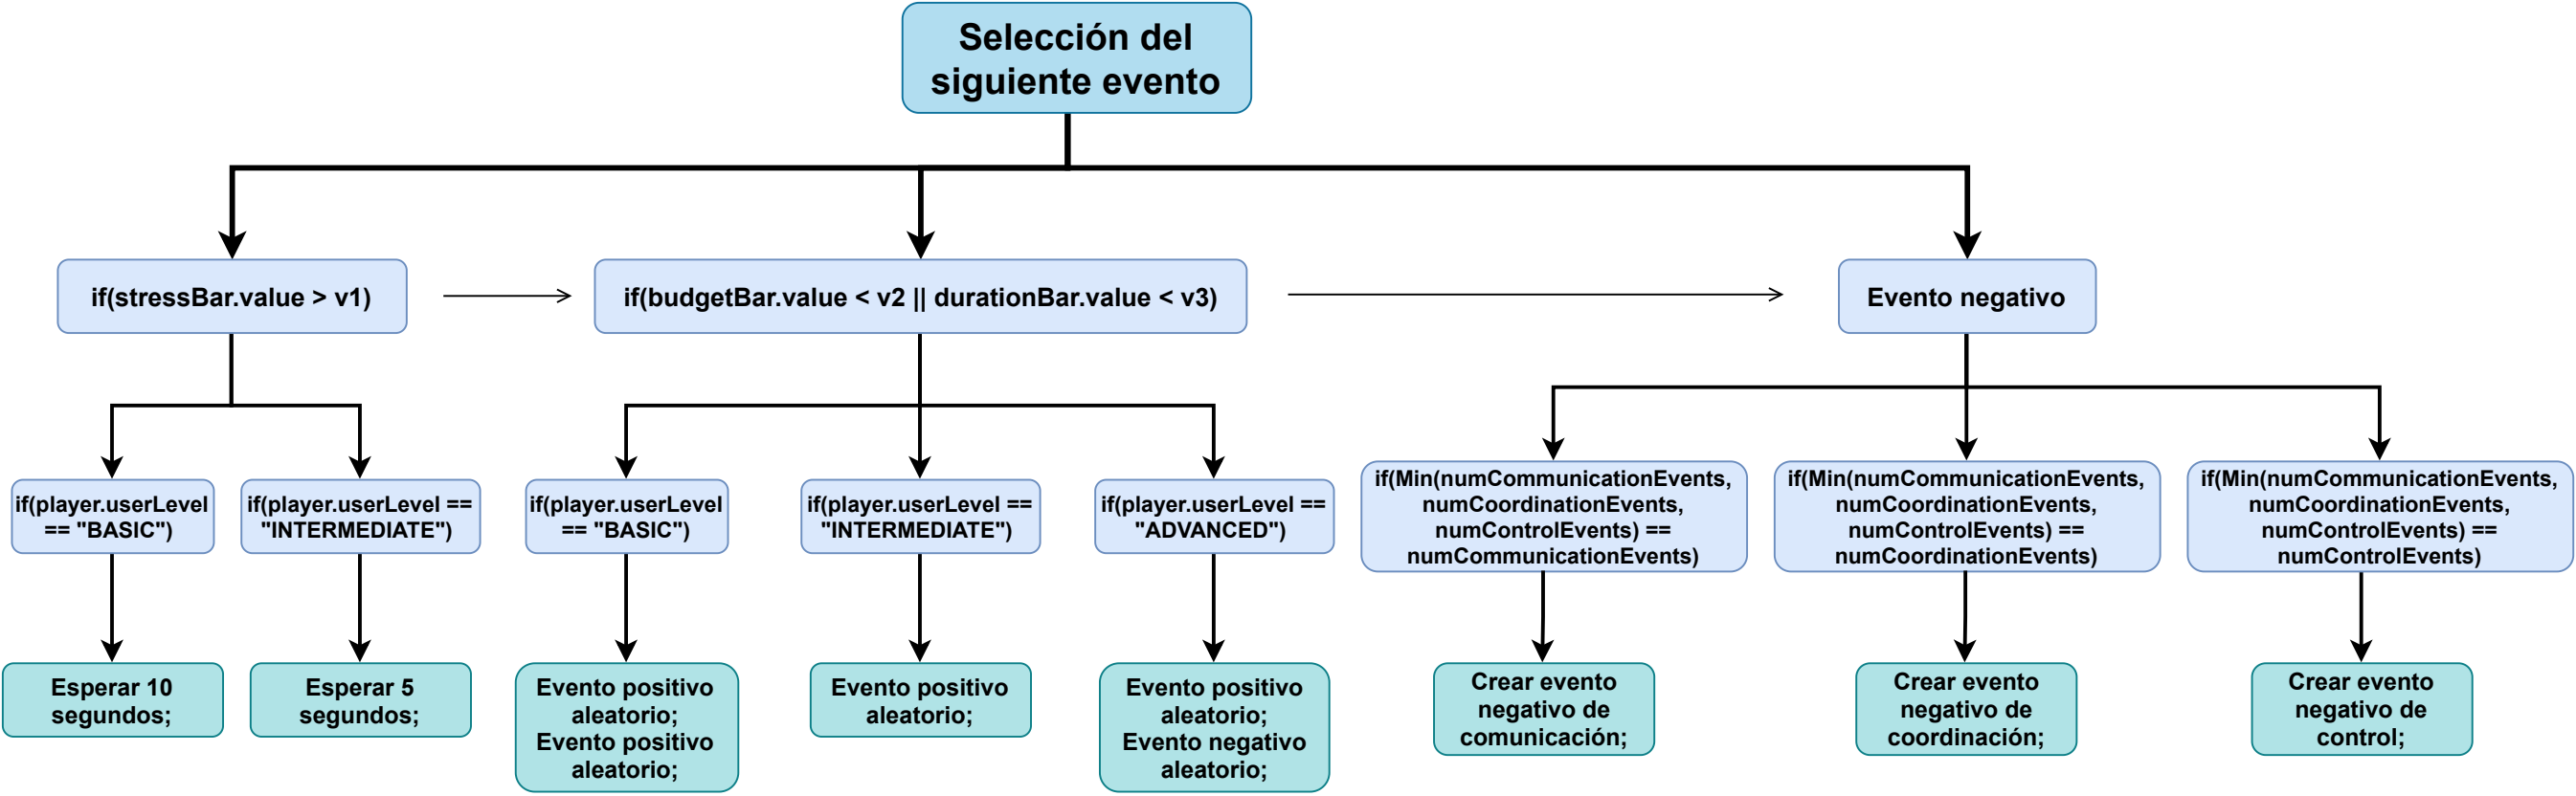 Selección del
siguiente evento
if(stressBar.value > v1)
if(budgetBar.value < v2 || durationBar.value < v3)
Evento negativo
if(player.userLevel
== "BASIC")
if(player.userLevel ==
"INTERMEDIATE")
if(player.userLevel
== "BASIC")
if(player.userLevel ==
"INTERMEDIATE")
if(player.userLevel ==
"ADVANCED")
if(Min(numCommunicationEvents,
numCoordinationEvents,
numControlEvents) ==
numCommunicationEvents)
if(Min(numCommunicationEvents,
numCoordinationEvents,
numControlEvents) ==
numCoordinationEvents)
if(Min(numCommunicationEvents,
numCoordinationEvents,
numControlEvents) ==
numControlEvents)
Esperar 10
segundos;
Esperar 5
segundos;
Evento positivo
aleatorio;
Evento positivo
aleatorio;
Evento positivo
aleatorio;
Evento positivo
aleatorio;
Evento negativo
aleatorio;
Crear evento
negativo de
comunicación;
Crear evento
negativo de
coordinación;
Crear evento
negativo de
control;